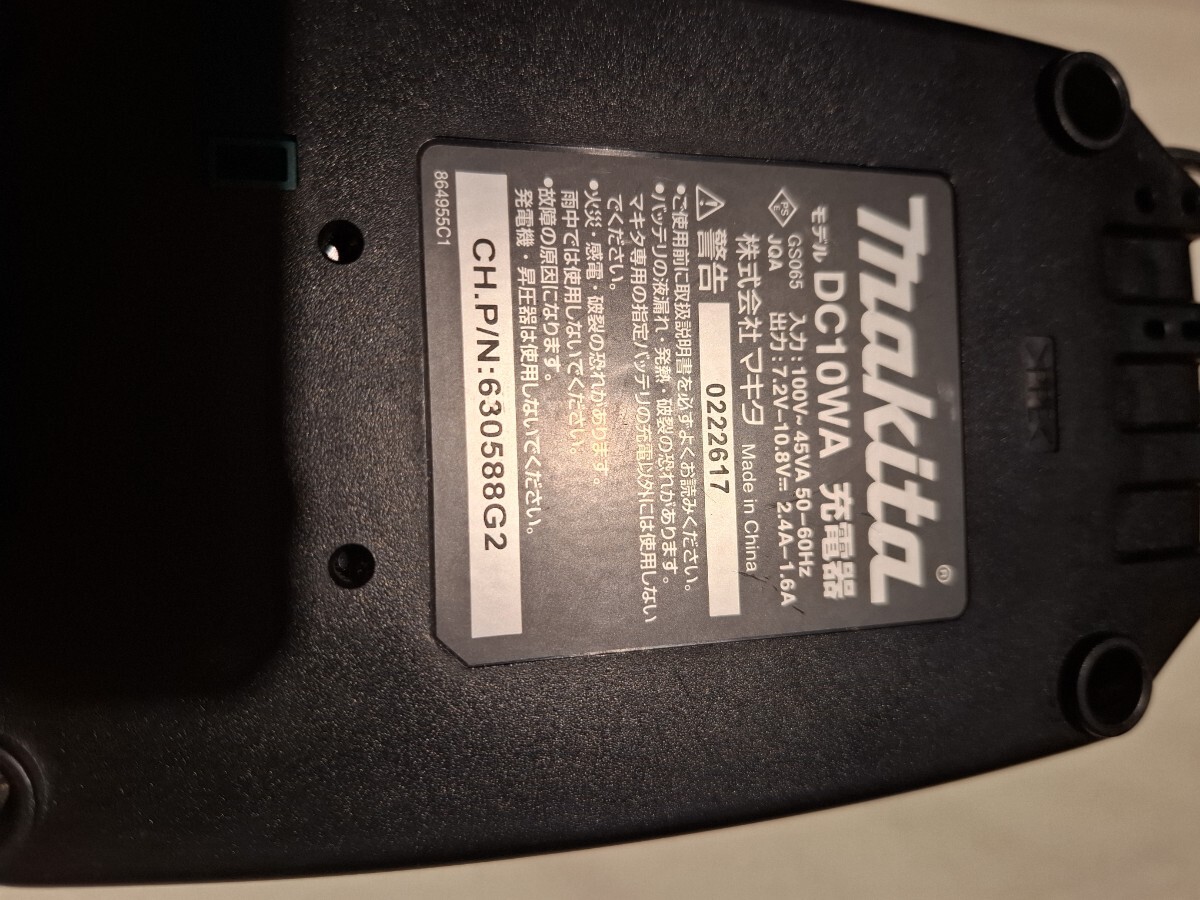 makita®
モデル DC10WA 充電器
PSE GS065 入力:100V~45VA 50-60Hz
JQA 出力:7.2V-10.8V⎓ 2.4A-1.6A
株式会社 マキタ Made in China
⚠警告 0222617
•ご使用前に取扱説明書を必ずよくお読みください。
•バッテリの液漏れ・発熱・破裂の恐れがあります。
マキタ専用の指定バッテリの充電以外には使用しない
でください。
•火災・感電・破裂の恐れがあります。
雨中では使用しないでください。
•故障の原因になります。
発電機・昇圧器は使用しないでください。
CH.P/N:630588G2
864955C1